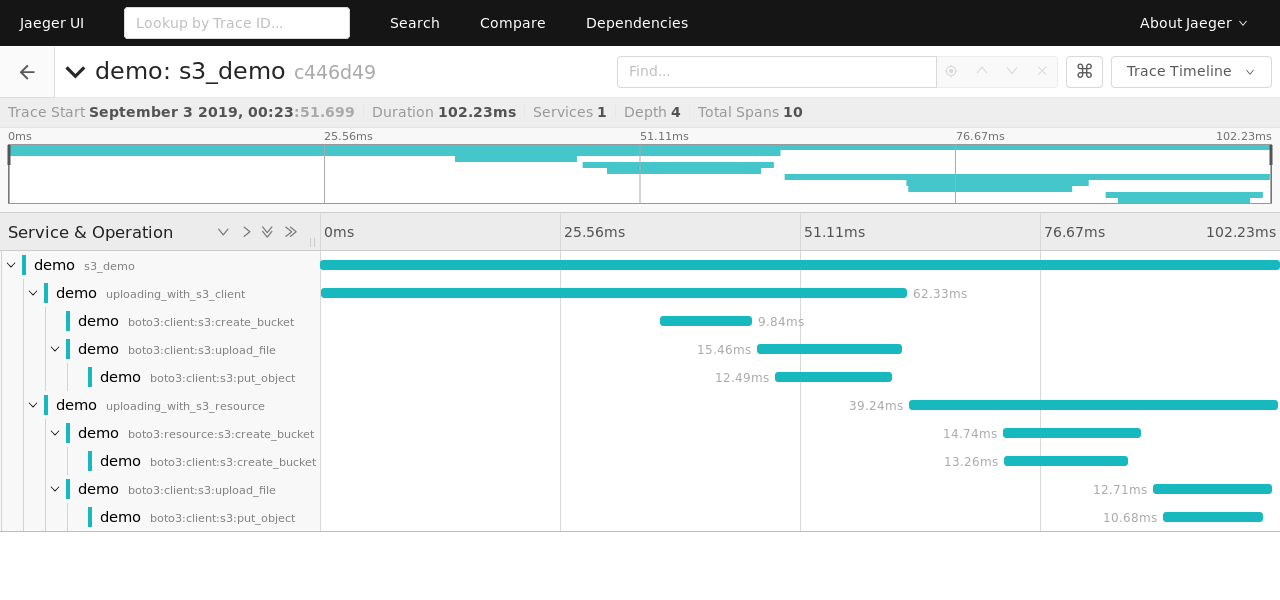 Jaeger UI Lookup by Trace ID... Search Compare Dependencies About Jaeger
demo: s3_demo c446d49 Find... ⌘ Trace Timeline
Trace Start September 3 2019, 00:23:51.699 Duration 102.23ms Services 1 Depth 4 Total Spans 10
0ms 25.56ms 51.11ms 76.67ms 102.23ms
Service & Operation 0ms 25.56ms 51.11ms 76.67ms 102.23ms
demo s3_demo
demo uploading_with_s3_client 62.33ms
demo boto3:client:s3:create_bucket 9.84ms
demo boto3:client:s3:upload_file 15.46ms
demo boto3:client:s3:put_object 12.49ms
demo uploading_with_s3_resource 39.24ms
demo boto3:resource:s3:create_bucket 14.74ms
demo boto3:client:s3:create_bucket 13.26ms
demo boto3:client:s3:upload_file 12.71ms
demo boto3:client:s3:put_object 10.68ms